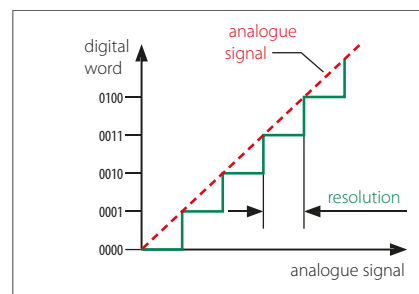 digital
word
analogue
signal
0100
0011
0010
0001
resolution
0000
analogue signal